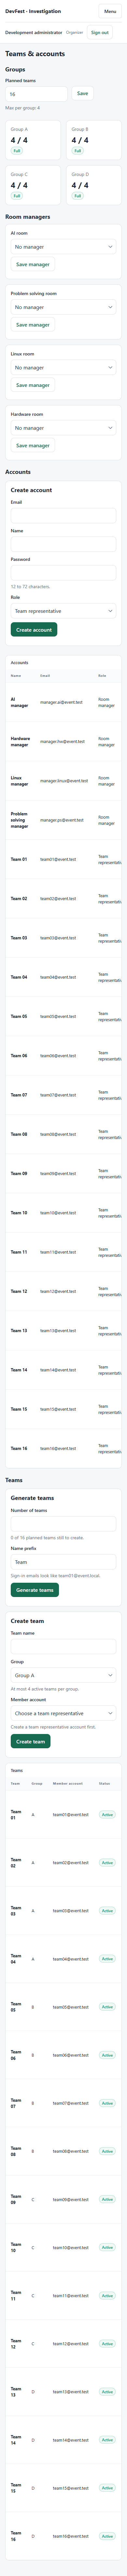 DevFest · Investigation
Menu
Development administrator Organizer Sign out
Teams & accounts
Groups
Planned teams
16 Save
Max per group: 4
Group A
4 / 4
Full
Group B
4 / 4
Full
Group C
4 / 4
Full
Group D
4 / 4
Full
Room managers
AI room
No manager
Save manager
Problem solving room
No manager
Save manager
Linux room
No manager
Save manager
Hardware room
No manager
Save manager
Accounts
Create account
Email
Name
Password
12 to 72 characters.
Role
Team representative
Create account
Accounts
Name Email Role
AI manager manager.ai@event.test Room manager
Hardware manager manager.hw@event.test Room manager
Linux manager manager.linux@event.test Room manager
Problem solving manager manager.ps@event.test Room manager
Team 01 team01@event.test Team representative
Team 02 team02@event.test Team representative
Team 03 team03@event.test Team representative
Team 04 team04@event.test Team representative
Team 05 team05@event.test Team representative
Team 06 team06@event.test Team representative
Team 07 team07@event.test Team representative
Team 08 team08@event.test Team representative
Team 09 team09@event.test Team representative
Team 10 team10@event.test Team representative
Team 11 team11@event.test Team representative
Team 12 team12@event.test Team representative
Team 13 team13@event.test Team representative
Team 14 team14@event.test Team representative
Team 15 team15@event.test Team representative
Team 16 team16@event.test Team representative
Teams
Generate teams
Number of teams
0 of 16 planned teams still to create.
Name prefix
Team
Sign-in emails look like team01@event.local.
Generate teams
Create team
Team name
Group
Group A
At most 4 active teams per group.
Member account
Choose a team representative
Create a team representative account first.
Create team
Teams
Team Group Member account Status
Team 01 A team01@event.test Active
Team 02 A team02@event.test Active
Team 03 A team03@event.test Active
Team 04 A team04@event.test Active
Team 05 B team05@event.test Active
Team 06 B team06@event.test Active
Team 07 B team07@event.test Active
Team 08 B team08@event.test Active
Team 09 C team09@event.test Active
Team 10 C team10@event.test Active
Team 11 C team11@event.test Active
Team 12 C team12@event.test Active
Team 13 D team13@event.test Active
Team 14 D team14@event.test Active
Team 15 D team15@event.test Active
Team 16 D team16@event.test Active